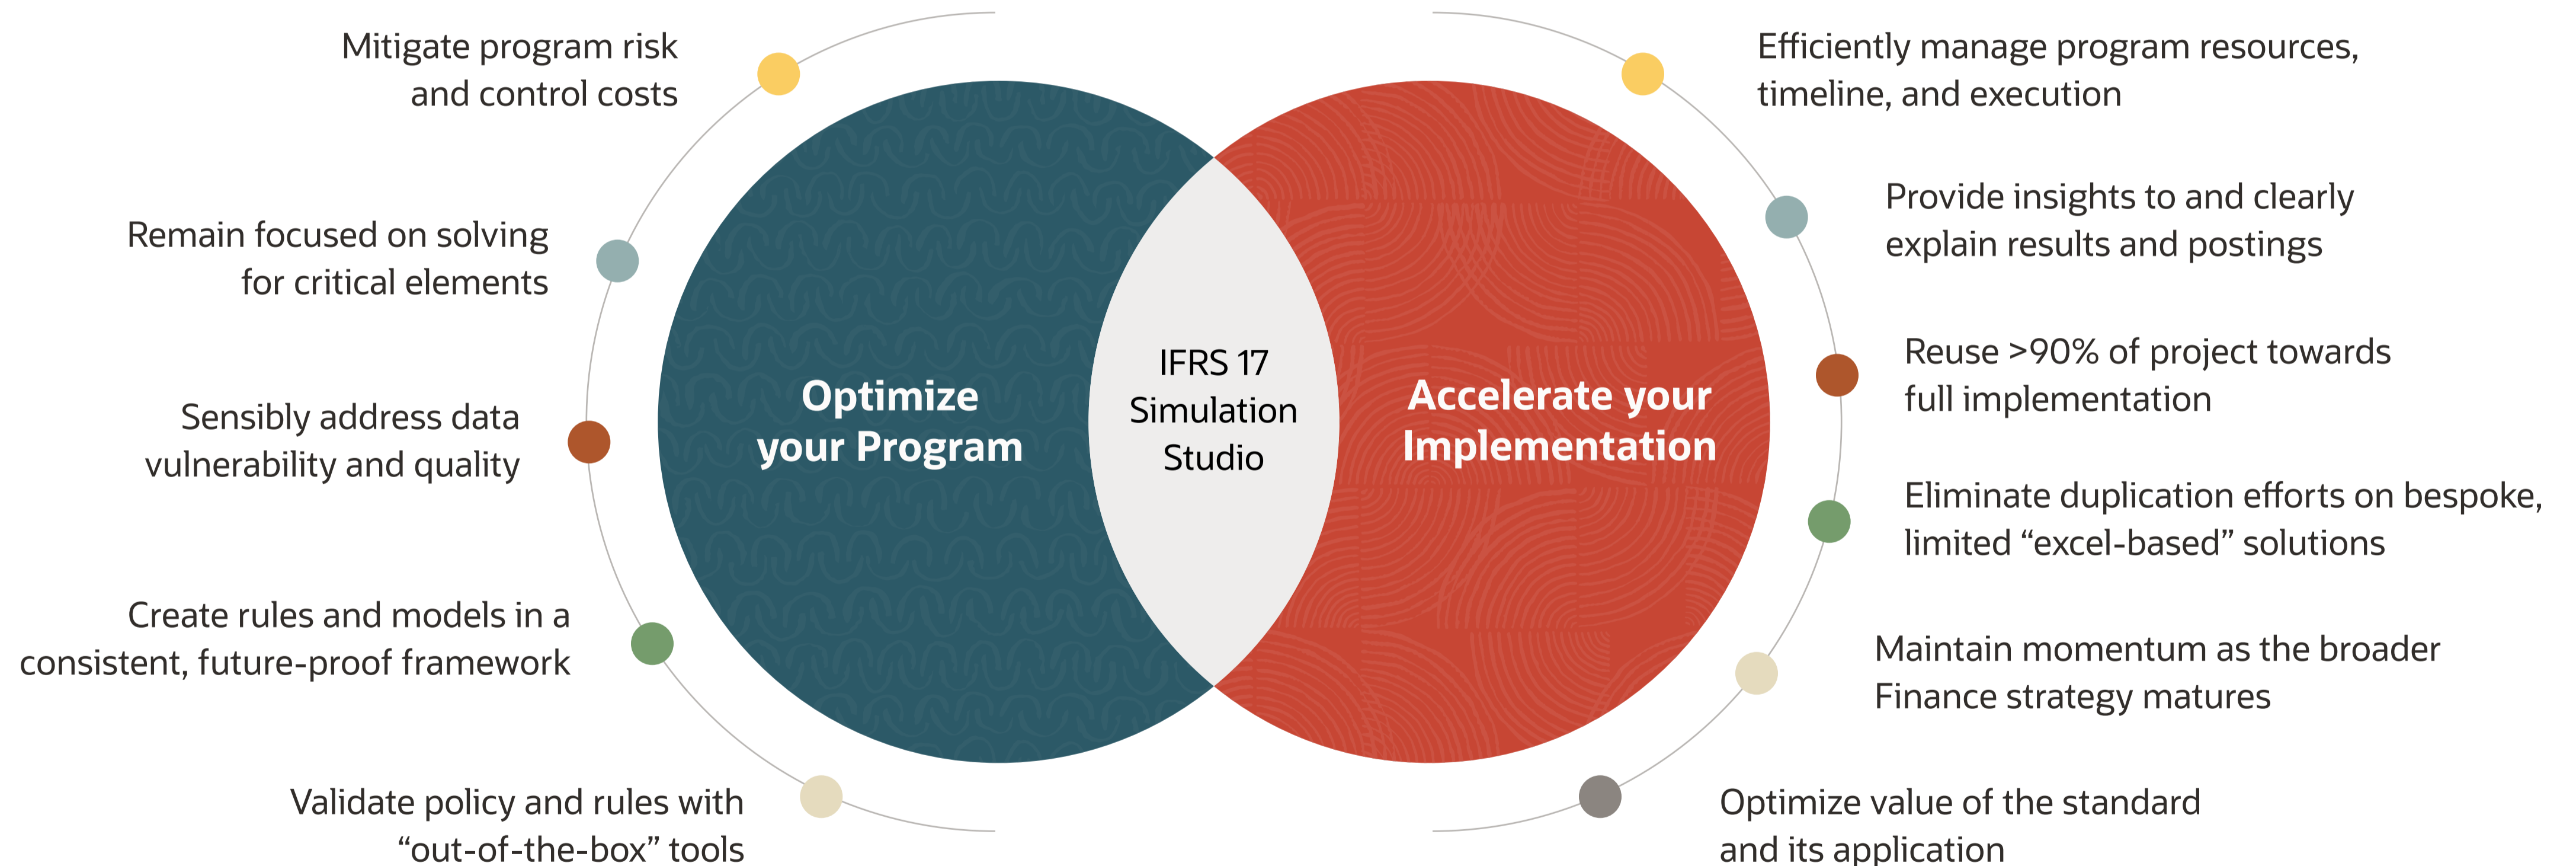 Mitigate program risk
and control costs
Remain focused on solving
for critical elements
Sensibly address data
vulnerability and quality
Create rules and models in a
consistent, future-proof framework
Validate policy and rules with
“out-of-the-box” tools
Optimize
your Program
IFRS 17
Simulation
Studio
Accelerate your
Implementation
Efficiently manage program resources,
timeline, and execution
Provide insights to and clearly
explain results and postings
Reuse >90% of project towards
full implementation
Eliminate duplication efforts on bespoke,
limited “excel-based” solutions
Maintain momentum as the broader
Finance strategy matures
Optimize value of the standard
and its application